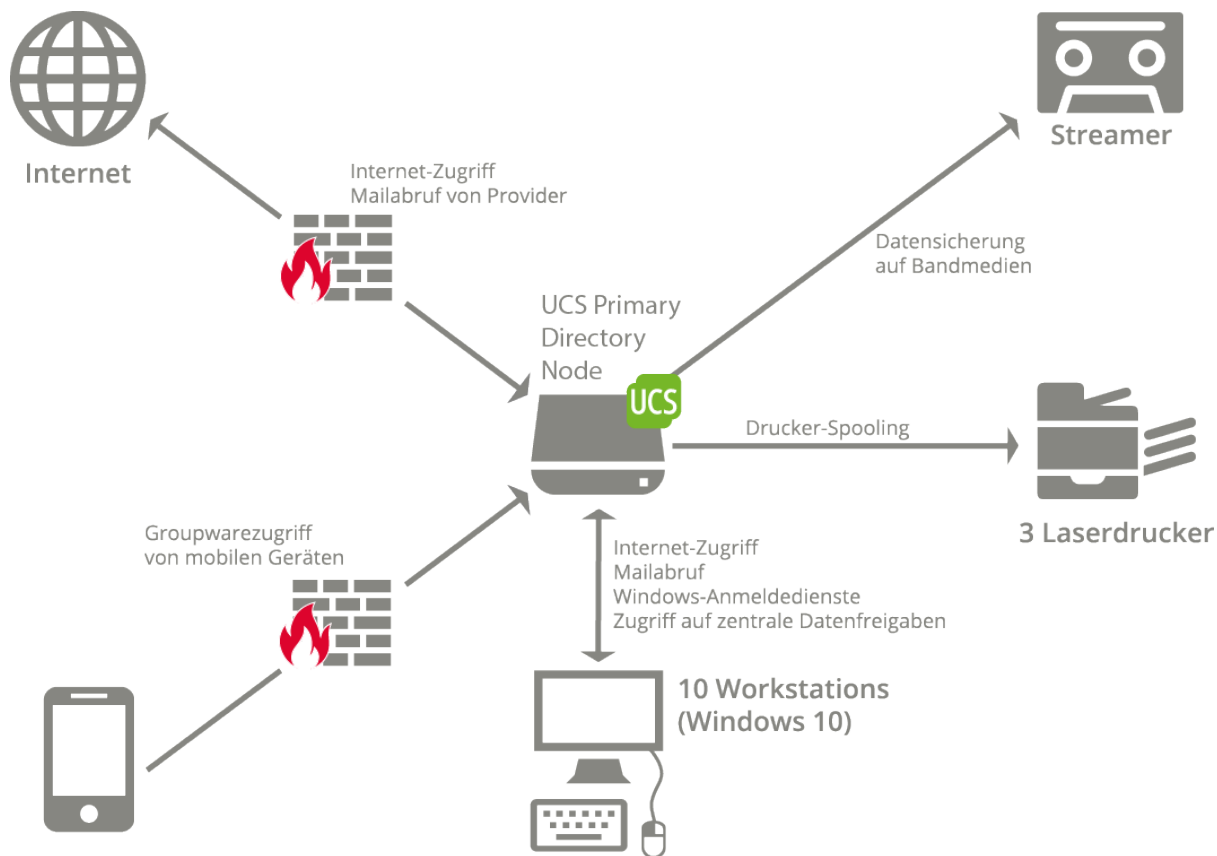 Internet
Internet-Zugriff
Mailabruf von Provider
Streamer
Datensicherung
auf Bandmedien
UCS Primary
Directory
Node
UCS
Drucker-Spooling
3 Laserdrucker
Groupwarezugriff
von mobilen Geräten
Internet-Zugriff
Mailabruf
Windows-Anmeldedienste
Zugriff auf zentrale Datenfreigaben
10 Workstations
(Windows 10)